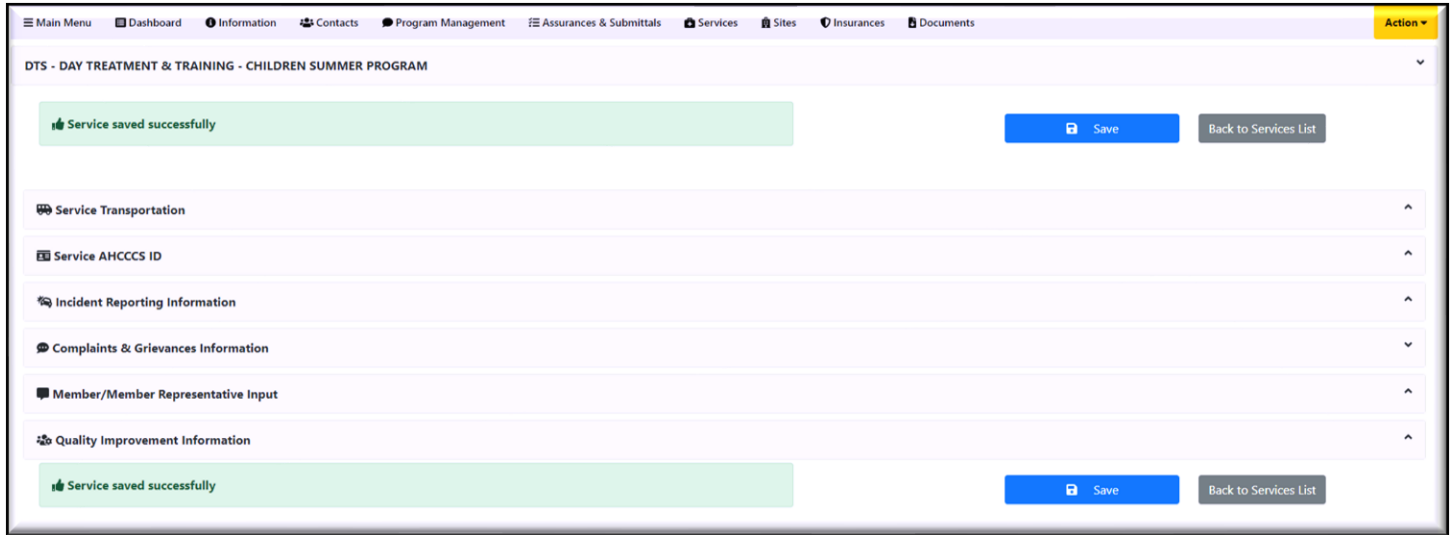 Main Menu Dashboard Information Contacts Program Management Assurances & Submittals Services Sites Insurances Documents Action
DTS - DAY TREATMENT & TRAINING - CHILDREN SUMMER PROGRAM
Service saved successfully Save Back to Services List
Service Transportation
Service AHCCCS ID
Incident Reporting Information
Complaints & Grievances Information
Member/Member Representative Input
Quality Improvement Information
Service saved successfully Save Back to Services List